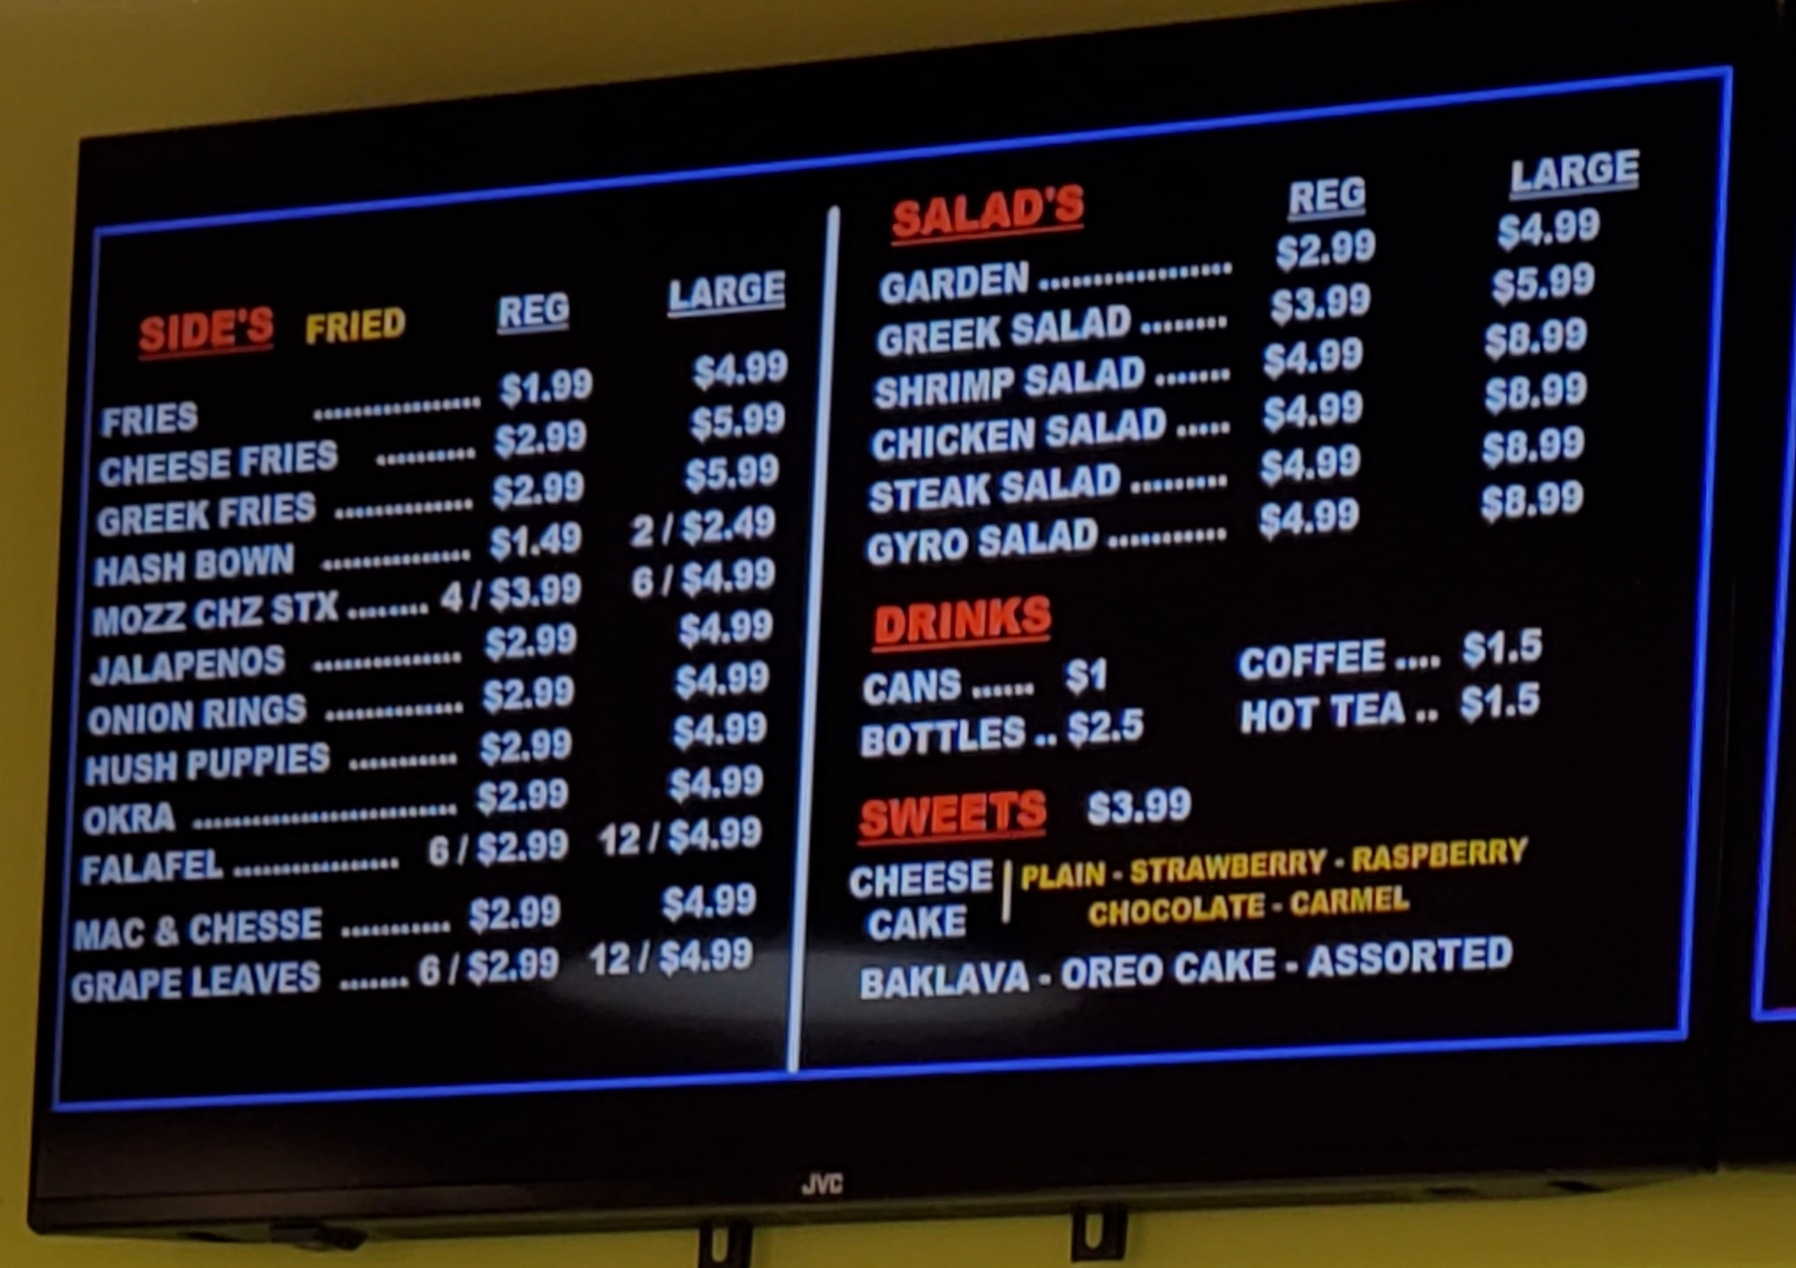 SIDE'S FRIED REG LARGE
FRIES ................. $1.99 $4.99
CHEESE FRIES .......... $2.99 $5.99
GREEK FRIES ............. $2.99 $5.99
HASH BOWN .............. $1.49 2 / $2.49
MOZZ CHZ STX ........ 4 / $3.99 6 / $4.99
JALAPENOS .............. $2.99 $4.99
ONION RINGS ............. $2.99 $4.99
HUSH PUPPIES ........... $2.99 $4.99
OKRA .......................... $2.99 $4.99
FALAFEL ................ 6 / $2.99 12 / $4.99
MAC & CHESSE ........... $2.99 $4.99
GRAPE LEAVES ....... 6 / $2.99 12 / $4.99
SALAD'S REG LARGE
GARDEN ................... $2.99 $4.99
GREEK SALAD ........ $3.99 $5.99
SHRIMP SALAD ....... $4.99 $8.99
CHICKEN SALAD ..... $4.99 $8.99
STEAK SALAD ......... $4.99 $8.99
GYRO SALAD ........... $4.99 $8.99
DRINKS
CANS ...... $1 COFFEE .... $1.5
BOTTLES .. $2.5 HOT TEA .. $1.5
SWEETS $3.99
CHEESE CAKE | PLAIN - STRAWBERRY - RASPBERRY
CHOCOLATE - CARMEL
BAKLAVA - OREO CAKE - ASSORTED
JVC